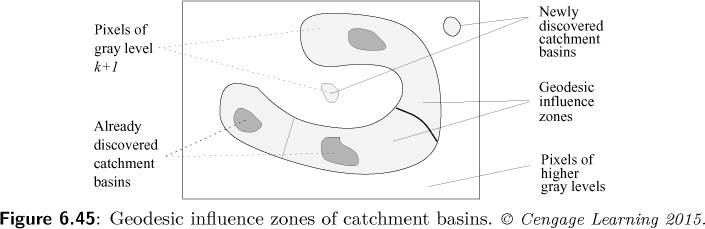 Pixels of
gray level
k+1
Already
discovered
catchment
basins
Newly
discovered
catchment
basins
Geodesic
influence
zones
Pixels of
higher
gray levels
Figure 6.45: Geodesic influence zones of catchment basins. © Cengage Learning 2015.